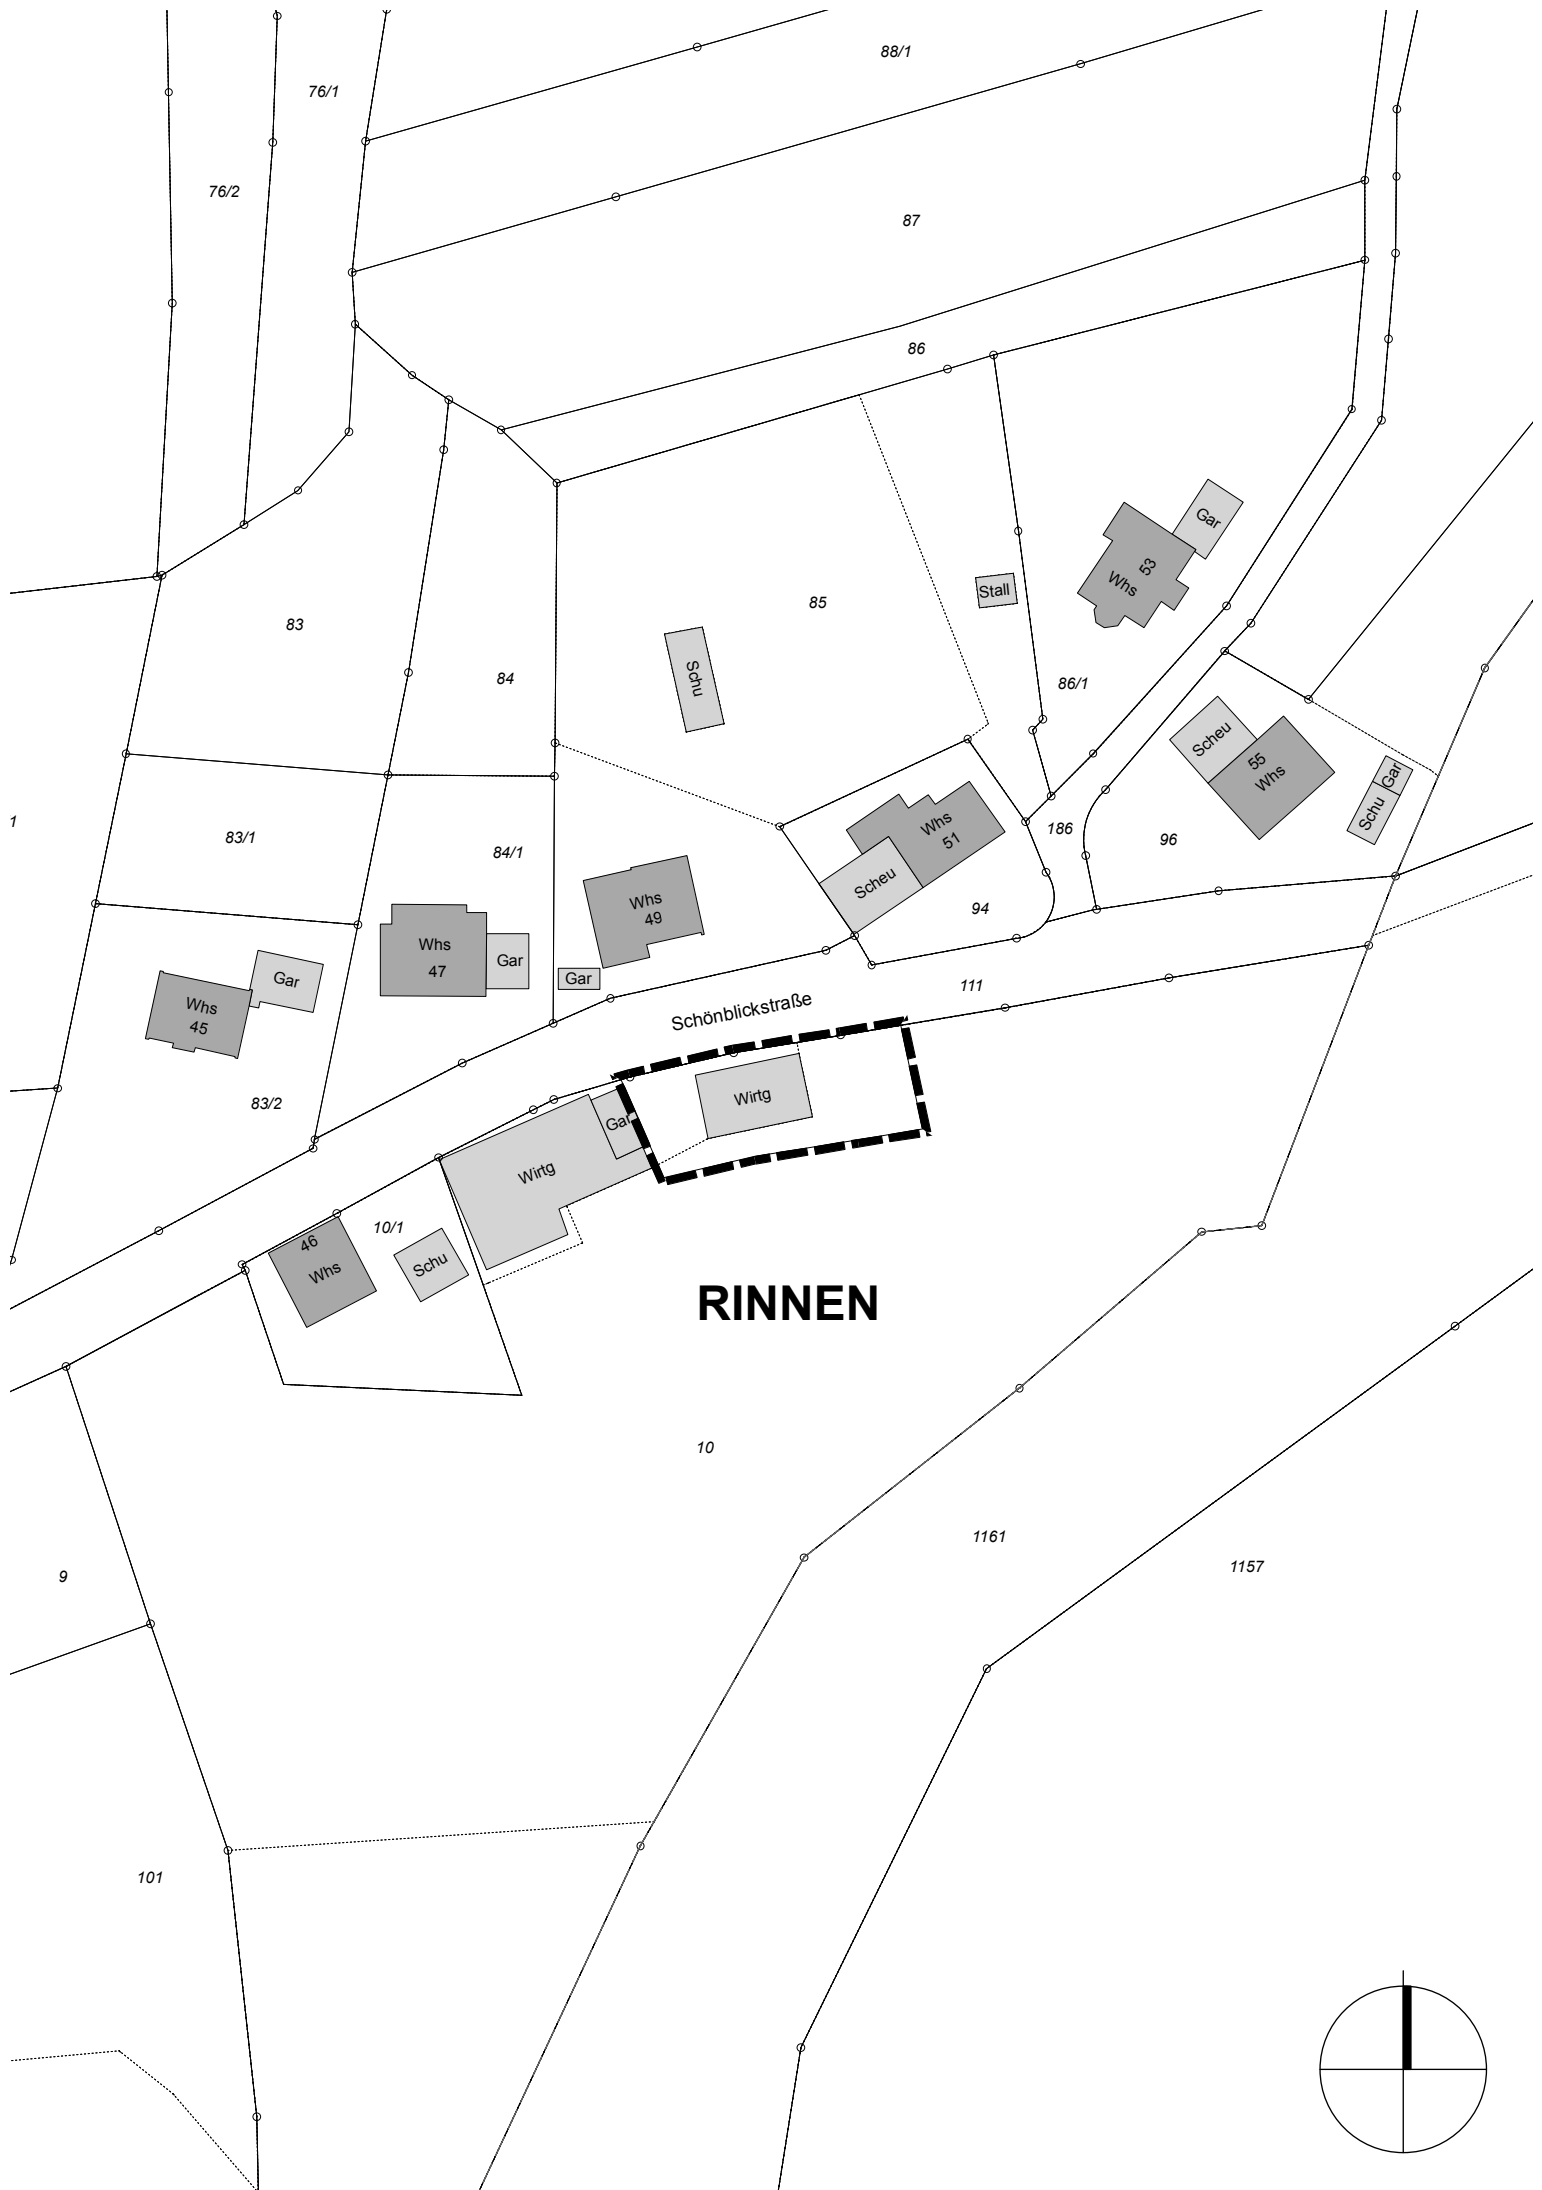 88/1
76/1
76/2
87
86
Gar
53
Whs
Stall
85
83
Schu
84
86/1
Scheu
55
Whs
Gar
Schu
1
186
Whs
51
96
83/1
84/1
Scheu
Whs
49
94
Whs
47
Gar
Gar
Gar
111
Whs
45
Schönblickstraße
Wirtg
83/2
Gar
Wirtg
10/1
46
Whs
Schu
RINNEN
10
1161
1157
9
101